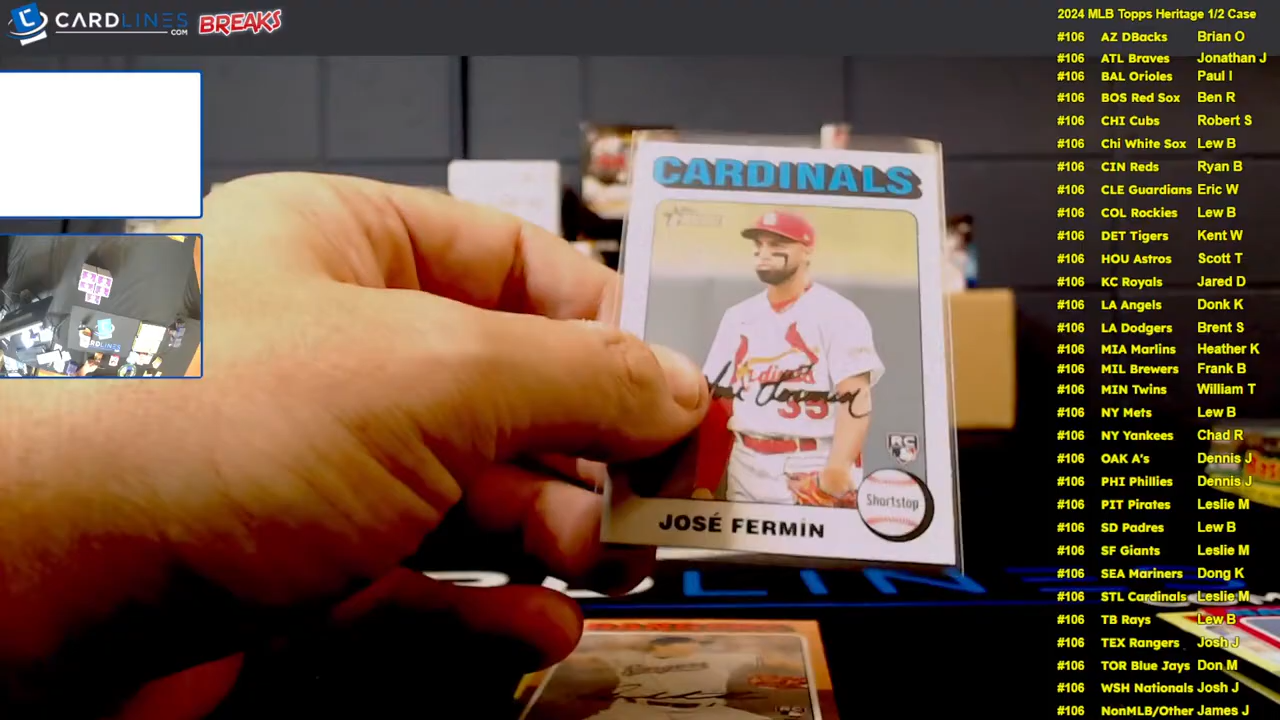 CARDLINES
.COM
BREAKS
2024 MLB Topps Heritage 1/2 Case
#106 AZ DBacks Brian O
#106 ATL Braves Jonathan J
#106 BAL Orioles Paul I
#106 BOS Red Sox Ben R
#106 CHI Cubs Robert S
#106 Chi White Sox Lew B
#106 CIN Reds Ryan B
#106 CLE Guardians Eric W
#106 COL Rockies Lew B
#106 DET Tigers Kent W
#106 HOU Astros Scott T
#106 KC Royals Jared D
#106 LA Angels Donk K
#106 LA Dodgers Brent S
#106 MIA Marlins Heather K
#106 MIL Brewers Frank B
#106 MIN Twins William T
#106 NY Mets Lew B
#106 NY Yankees Chad R
#106 OAK A's Dennis J
#106 PHI Phillies Dennis J
#106 PIT Pirates Leslie M
#106 SD Padres Lew B
#106 SF Giants Leslie M
#106 SEA Mariners Dong K
#106 STL Cardinals Leslie M
#106 TB Rays Lew B
#106 TEX Rangers Josh J
#106 TOR Blue Jays Don M
#106 WSH Nationals Josh J
#106 NonMLB/Other James J
CARDINALS
RC
Shortstop
JOSÉ FERMÍN